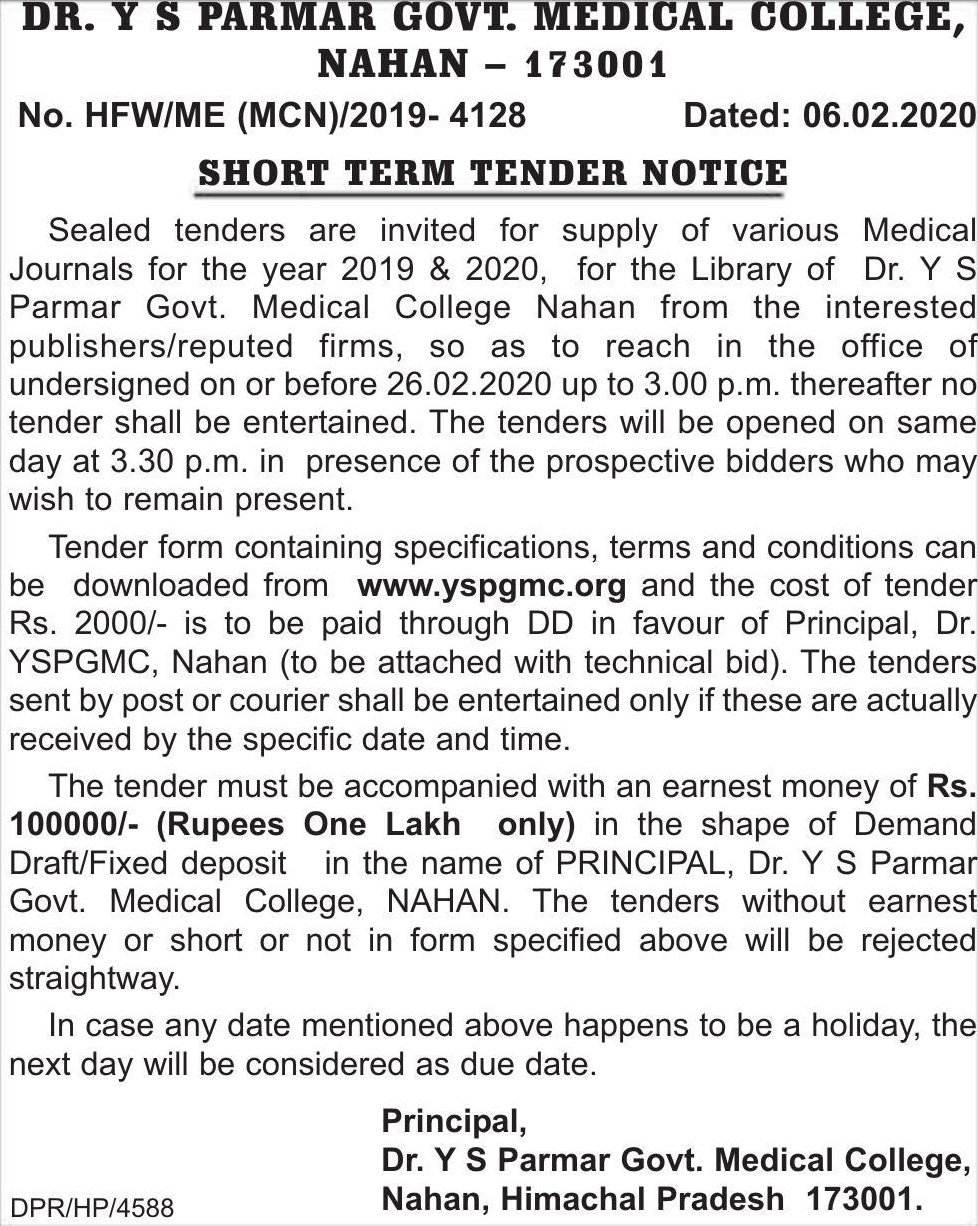 DR. Y S PARMAR GOVT. MEDICAL COLLEGE,
NAHAN – 173001
No. HFW/ME (MCN)/2019- 4128 Dated: 06.02.2020
SHORT TERM TENDER NOTICE
Sealed tenders are invited for supply of various Medical
Journals for the year 2019 & 2020, for the Library of Dr. Y S
Parmar Govt. Medical College Nahan from the interested
publishers/reputed firms, so as to reach in the office of
undersigned on or before 26.02.2020 up to 3.00 p.m. thereafter no
tender shall be entertained. The tenders will be opened on same
day at 3.30 p.m. in presence of the prospective bidders who may
wish to remain present.
Tender form containing specifications, terms and conditions can
be downloaded from www.yspgmc.org and the cost of tender
Rs. 2000/- is to be paid through DD in favour of Principal, Dr.
YSPGMC, Nahan (to be attached with technical bid). The tenders
sent by post or courier shall be entertained only if these are actually
received by the specific date and time.
The tender must be accompanied with an earnest money of Rs.
100000/- (Rupees One Lakh only) in the shape of Demand
Draft/Fixed deposit in the name of PRINCIPAL, Dr. Y S Parmar
Govt. Medical College, NAHAN. The tenders without earnest
money or short or not in form specified above will be rejected
straightway.
In case any date mentioned above happens to be a holiday, the
next day will be considered as due date.
Principal,
Dr. Y S Parmar Govt. Medical College,
Nahan, Himachal Pradesh 173001.
DPR/HP/4588